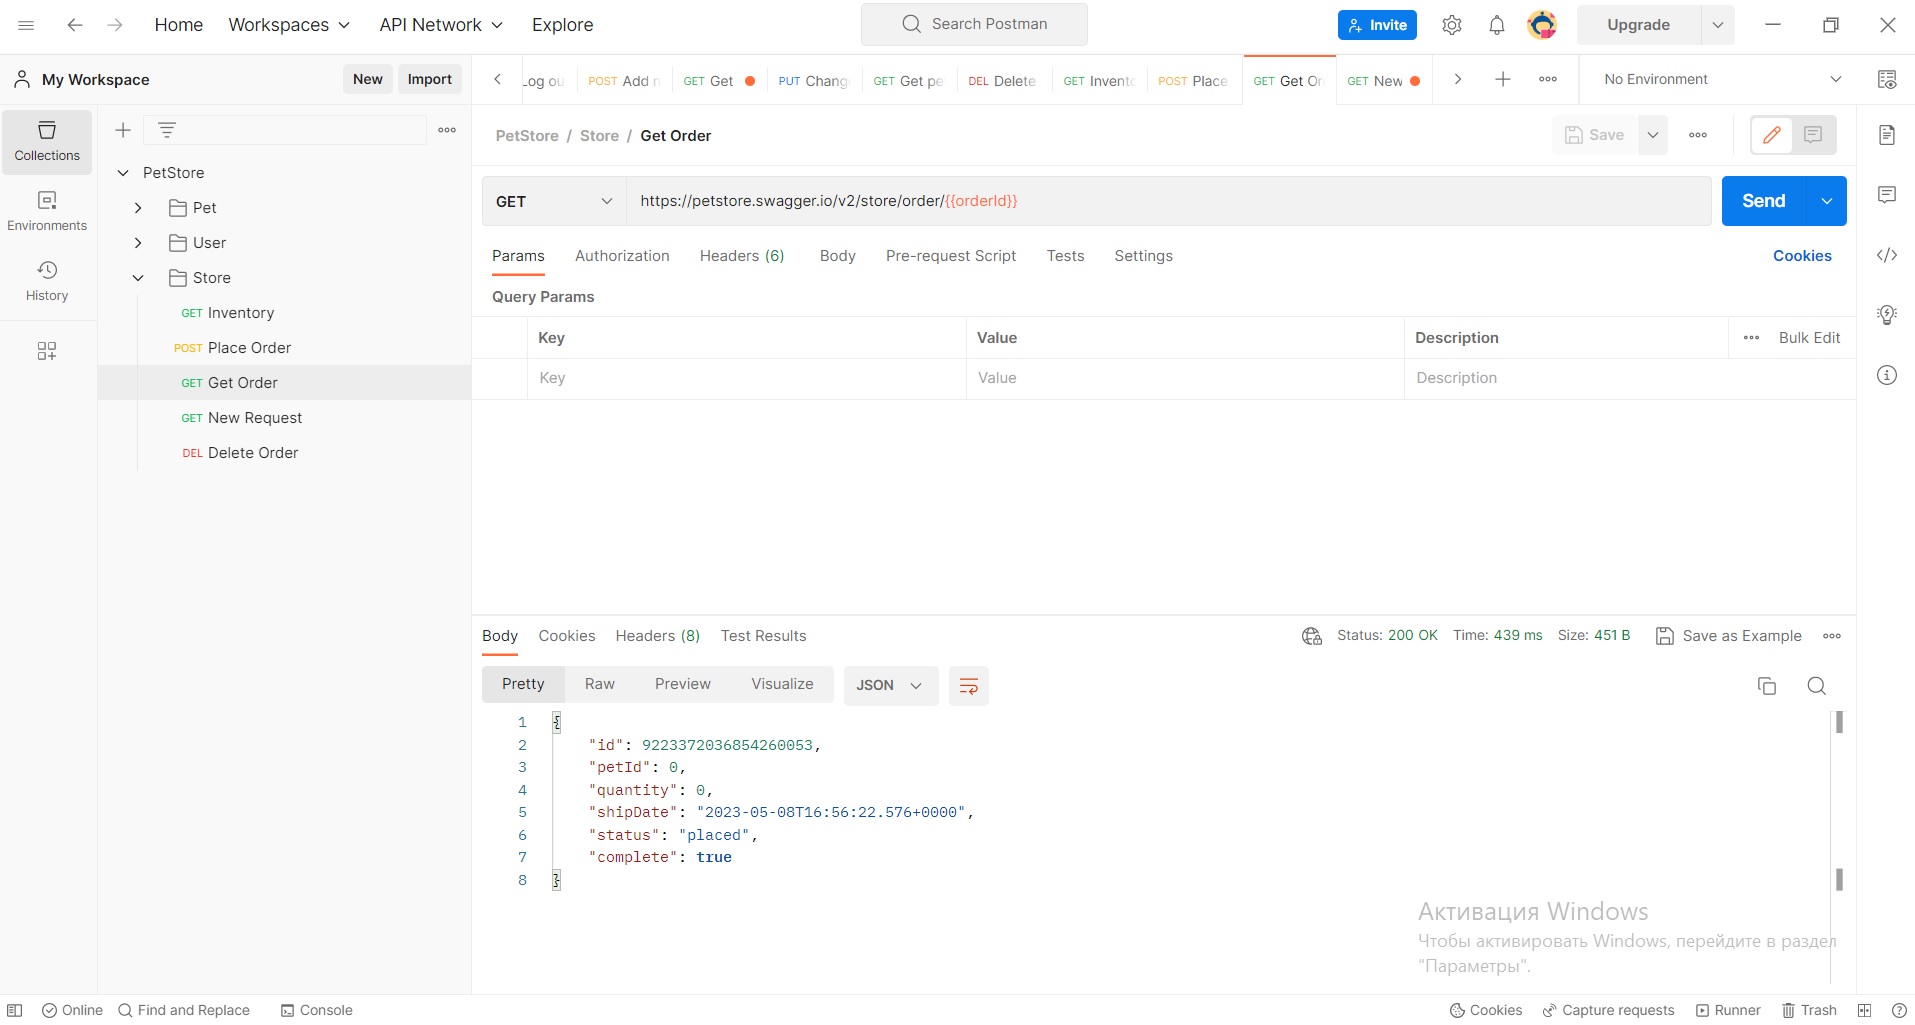 Home Workspaces API Network Explore Search Postman Invite Upgrade
My Workspace New Import
Log ou POST Add n GET Get PUT Chang GET Get pe DEL Delete GET Invent POST Place GET Get Or GET New No Environment
Collections
Environments
History
PetStore
Pet
User
Store
GET Inventory
POST Place Order
GET Get Order
GET New Request
DEL Delete Order
PetStore / Store / Get Order Save
GET https://petstore.swagger.io/v2/store/order/{{orderId}} Send
Params Authorization Headers (6) Body Pre-request Script Tests Settings Cookies
Query Params
Key Value Description Bulk Edit
Key Value Description
Body Cookies Headers (8) Test Results Status: 200 OK Time: 439 ms Size: 451 B Save as Example
Pretty Raw Preview Visualize JSON
1 {
2 "id": 9223372036854260053,
3 "petId": 0,
4 "quantity": 0,
5 "shipDate": "2023-05-08T16:56:22.576+0000",
6 "status": "placed",
7 "complete": true
8 }
Активация Windows
Чтобы активировать Windows, перейдите в раздел
"Параметры".
Online Find and Replace Console Cookies Capture requests Runner Trash